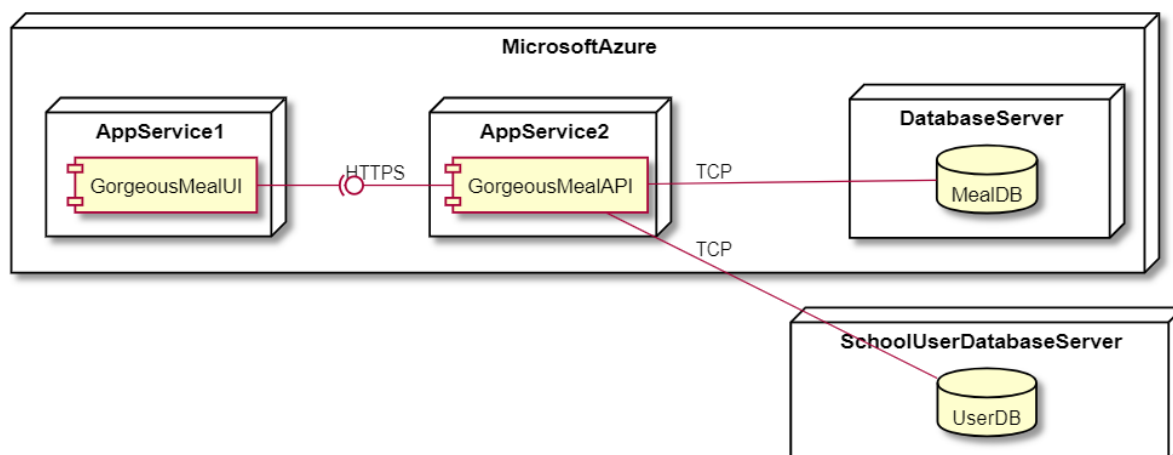 MicrosoftAzure
AppService1
GorgeousMealUI
HTTPS
AppService2
GorgeousMealAPI
TCP
DatabaseServer
MealDB
TCP
SchoolUserDatabaseServer
UserDB